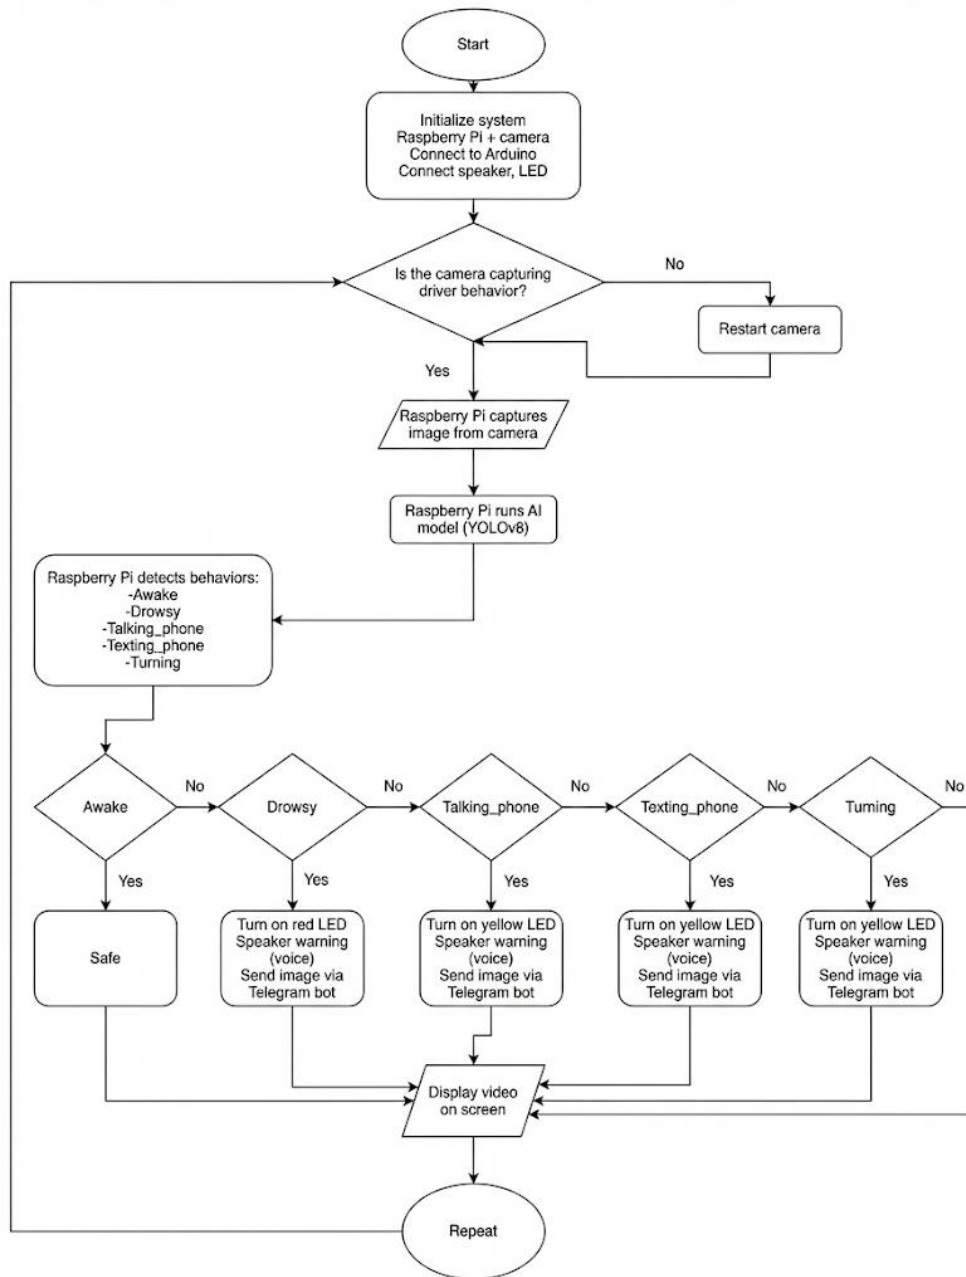 Start
Initialize system
Raspberry Pi + camera
Connect to Arduino
Connect speaker, LED
Is the camera capturing
driver behavior?
No
Restart camera
Yes
Raspberry Pi captures
image from camera
Raspberry Pi runs AI
model (YOLOv8)
Raspberry Pi detects behaviors:
-Awake
-Drowsy
-Talking_phone
-Texting_phone
-Turning
Awake
No
Drowsy
No
Talking_phone
No
Texting_phone
No
Turning
No
Yes
Yes
Yes
Yes
Yes
Safe
Turn on red LED
Speaker warning
(voice)
Send image via
Telegram bot
Turn on yellow LED
Speaker warning
(voice)
Send image via
Telegram bot
Turn on yellow LED
Speaker warning
(voice)
Send image via
Telegram bot
Turn on yellow LED
Speaker warning
(voice)
Send image via
Telegram bot
Display video
on screen
Repeat